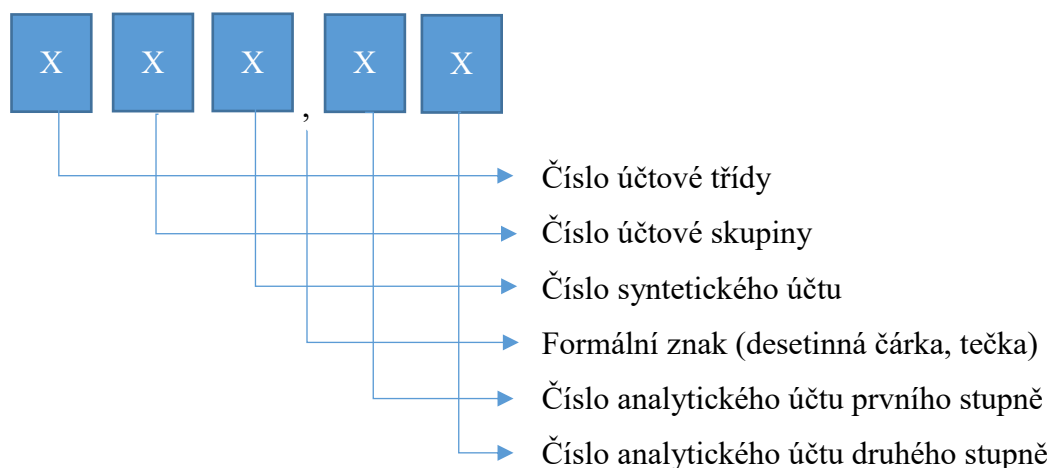 X X X , X X
Číslo účtové třídy
Číslo účtové skupiny
Číslo syntetického účtu
Formální znak (desetinná čárka, tečka)
Číslo analytického účtu prvního stupně
Číslo analytického účtu druhého stupně